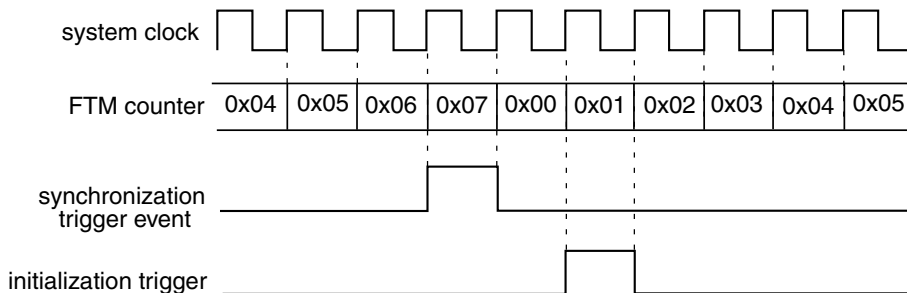 system clock
FTM counter
0x04 0x05 0x06 0x07 0x00 0x01 0x02 0x03 0x04 0x05
synchronization
trigger event
initialization trigger